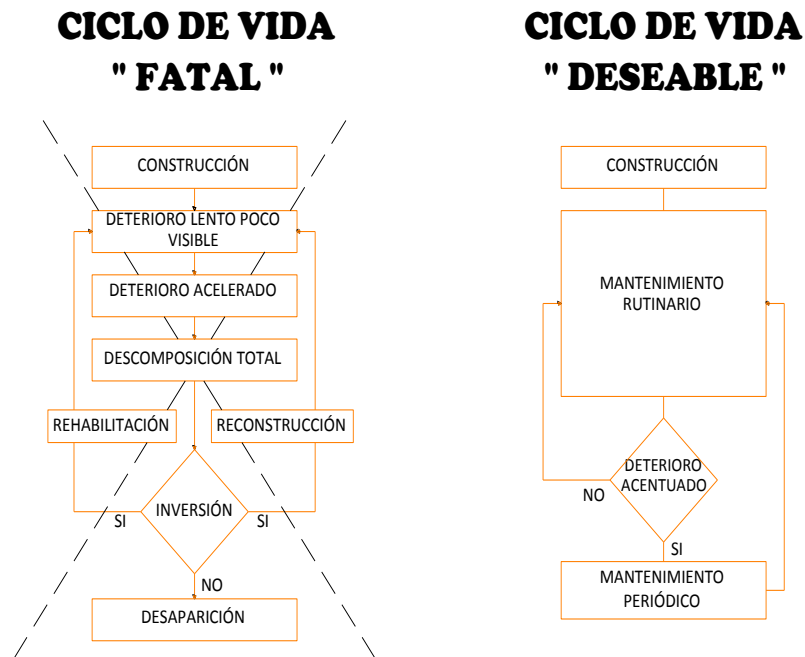 CICLO DE VIDA
" FATAL "
CONSTRUCCIÓN
DETERIORO LENTO POCO
VISIBLE
DETERIORO ACELERADO
DESCOMPOSICIÓN TOTAL
REHABILITACIÓN
RECONSTRUCCIÓN
INVERSIÓN
SI
SI
NO
DESAPARICIÓN
CICLO DE VIDA
" DESEABLE "
CONSTRUCCIÓN
MANTENIMIENTO
RUTINARIO
DETERIORO
ACENTUADO
NO
SI
MANTENIMIENTO
PERIÓDICO